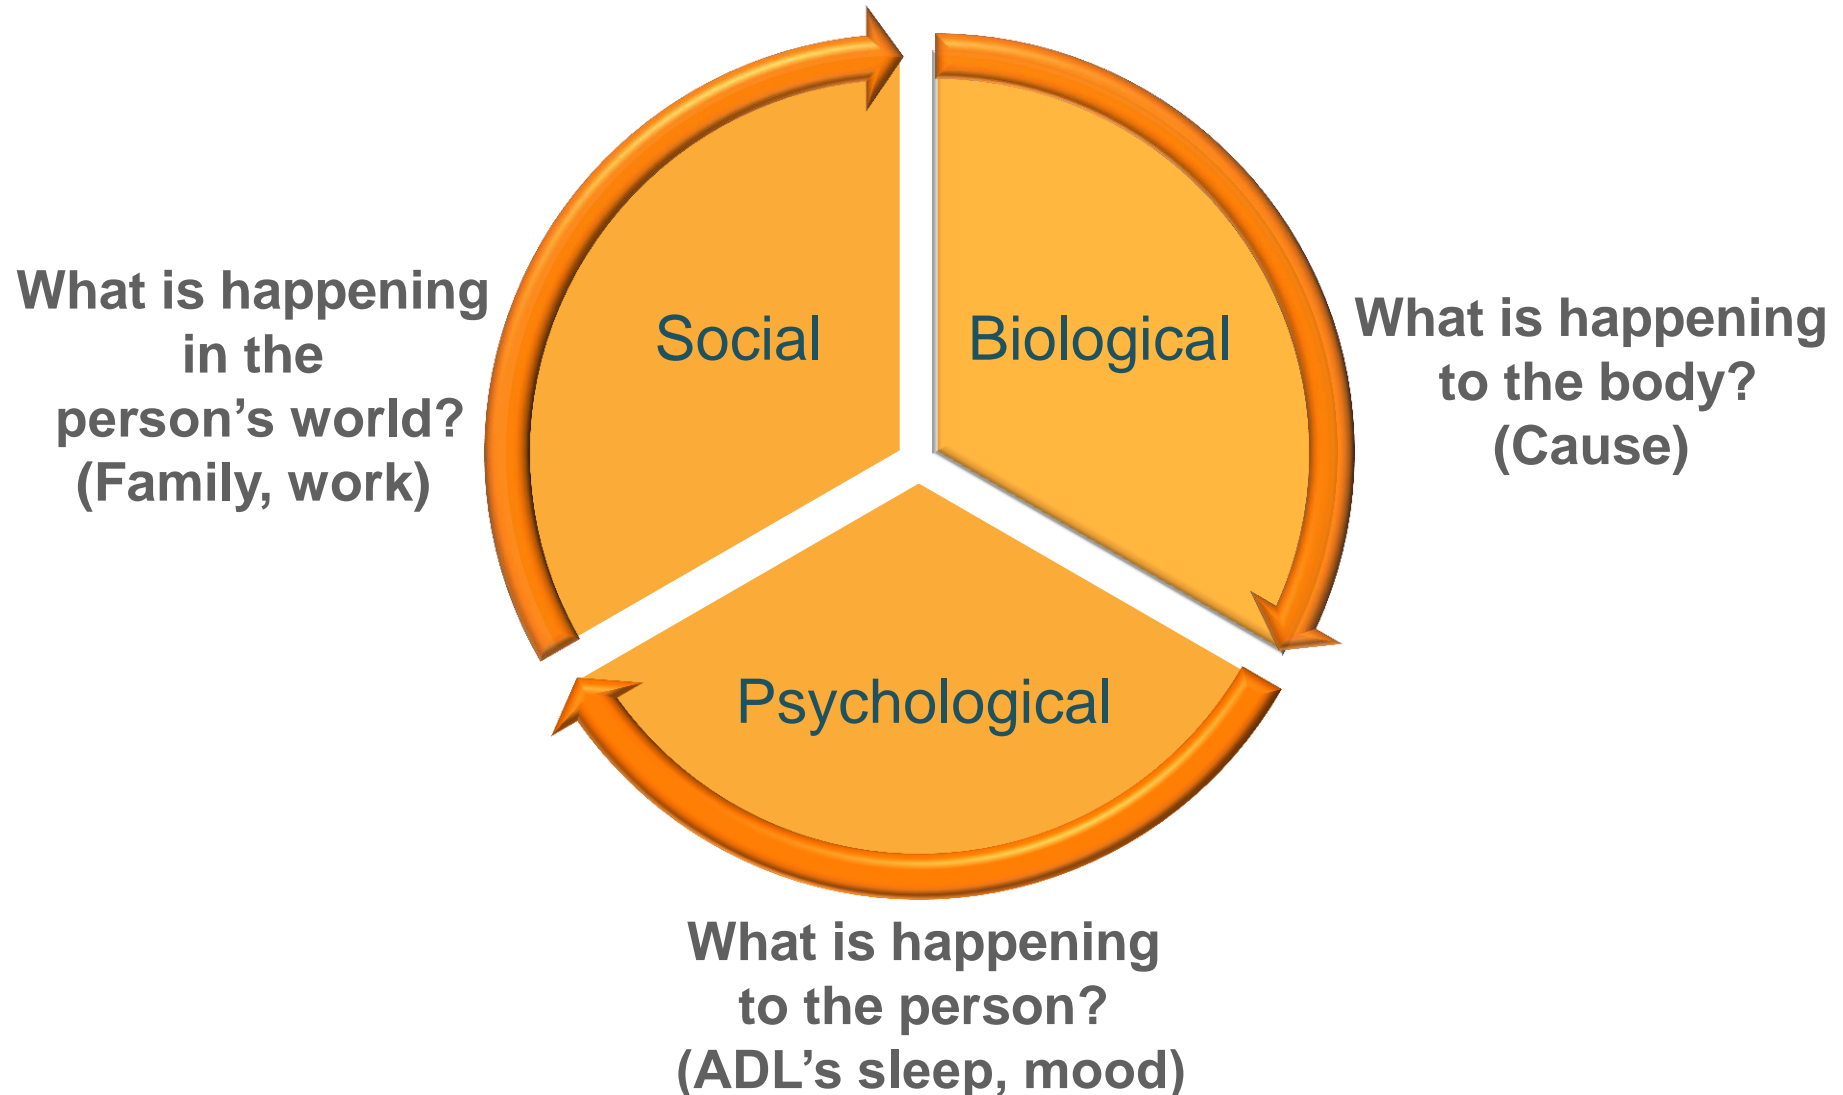 Social
Biological
Psychological
What is happening
in the
person’s world?
(Family, work)
What is happening
to the body?
(Cause)
What is happening
to the person?
(ADL’s sleep, mood)